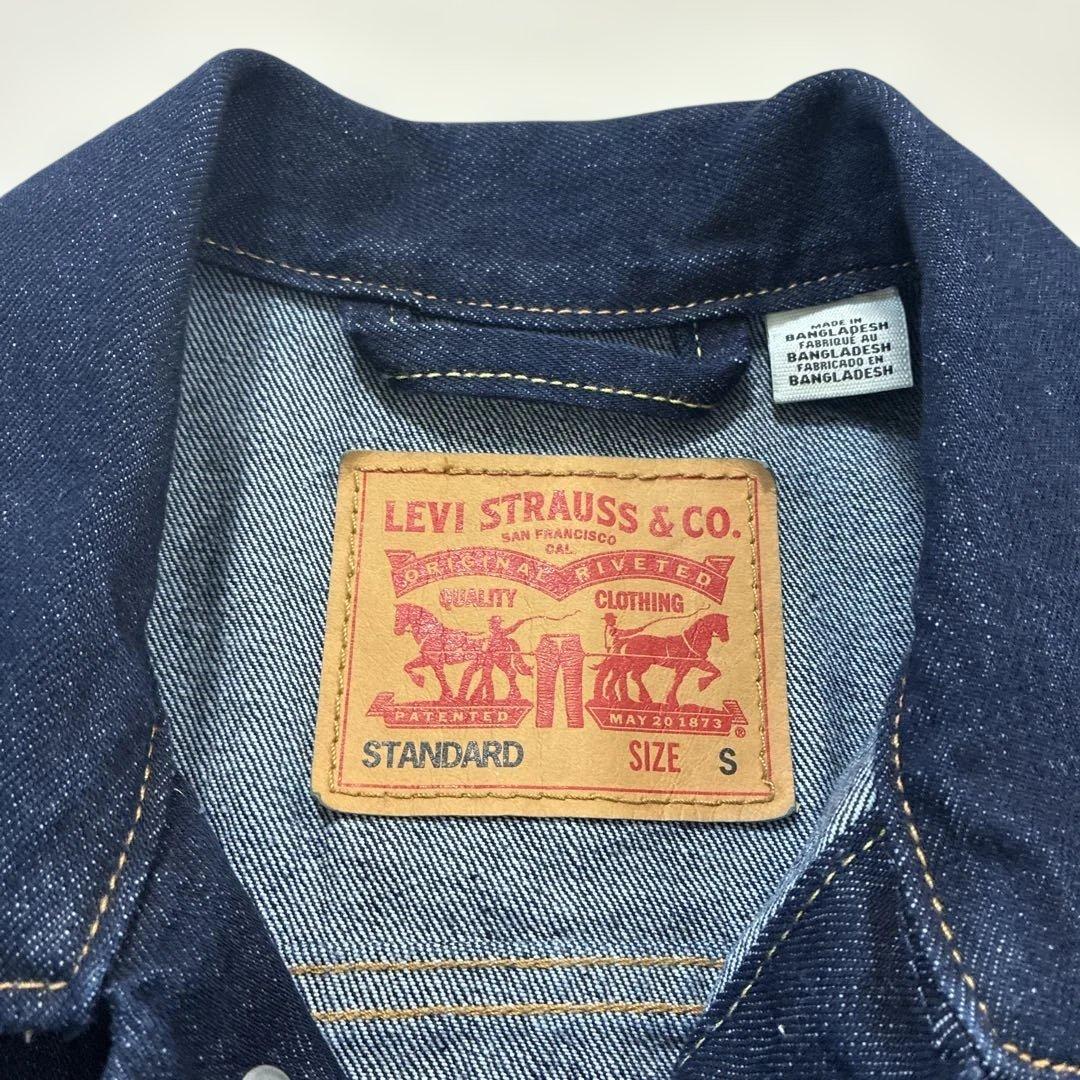 MADE IN
BANGLADESH
FABRIQUÉ AU
BANGLADESH
FABRICADO EN
BANGLADESH
LEVI STRAUSS & CO.
SAN FRANCISCO
CAL.
ORIGINAL RIVETED
QUALITY CLOTHING
PATENTED MAY 20 1873 ®
STANDARD SIZE S